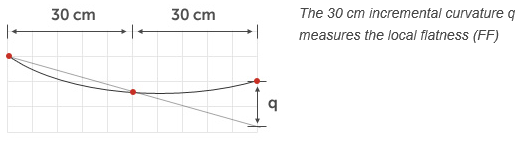 30 cm 30 cm
The 30 cm incremental curvature q
measures the local flatness (FF)
q